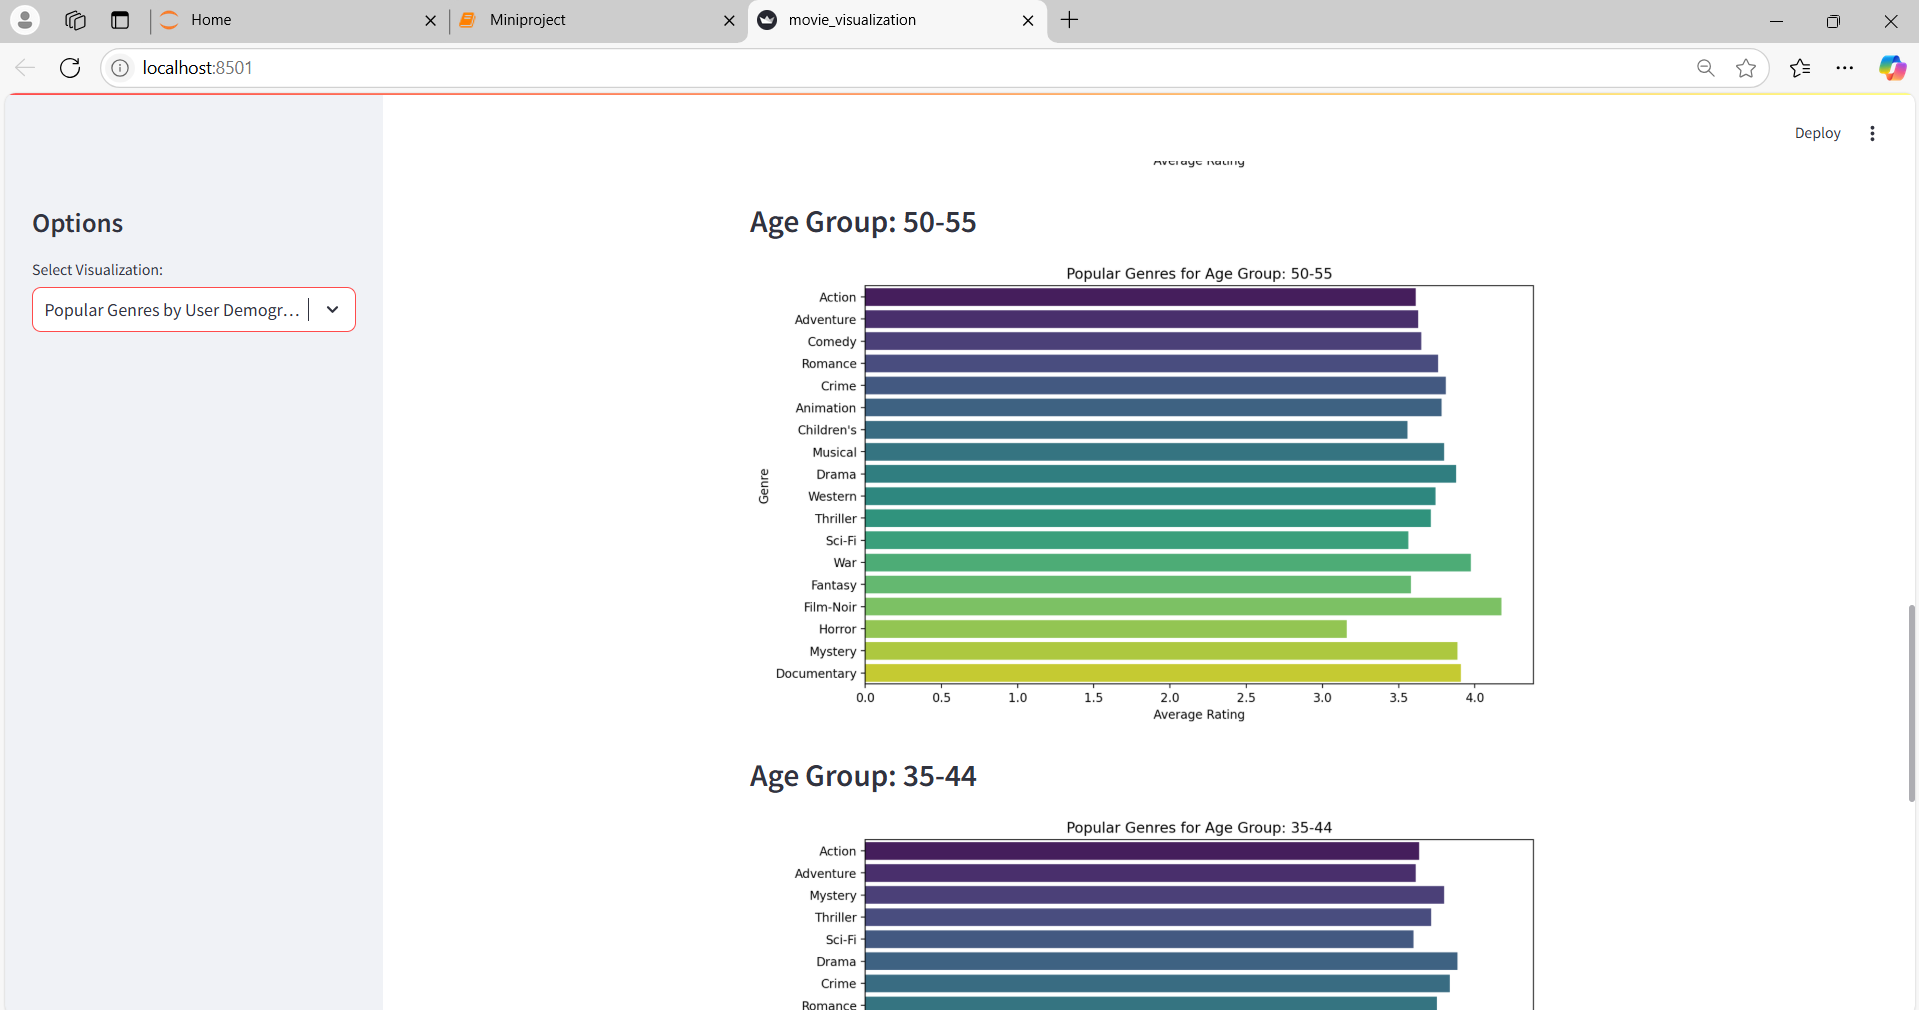 Home
Miniproject
movie_visualization
localhost:8501
Deploy
Average Rating
Options
Select Visualization:
Popular Genres by User Demogr...
Age Group: 50-55
Popular Genres for Age Group: 50-55
Genre
Action
Adventure
Comedy
Romance
Crime
Animation
Children's
Musical
Drama
Western
Thriller
Sci-Fi
War
Fantasy
Film-Noir
Horror
Mystery
Documentary
0.0 0.5 1.0 1.5 2.0 2.5 3.0 3.5 4.0
Average Rating
Age Group: 35-44
Popular Genres for Age Group: 35-44
Action
Adventure
Mystery
Thriller
Sci-Fi
Drama
Crime
Romance